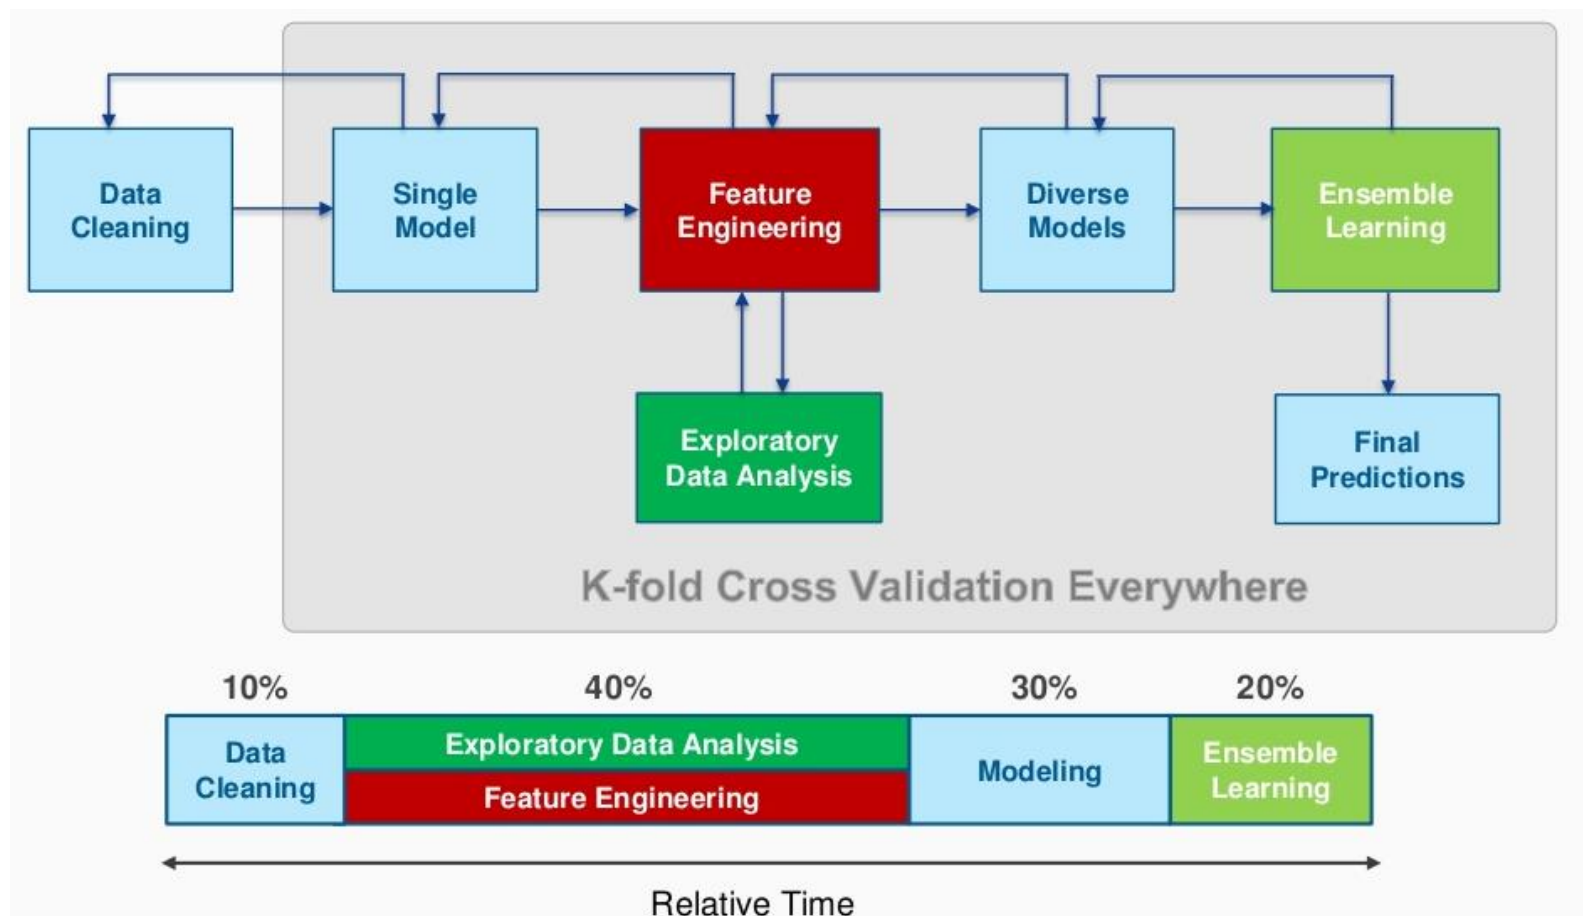 Data
Cleaning
Single
Model
Feature
Engineering
Diverse
Models
Ensemble
Learning
Exploratory
Data Analysis
Final
Predictions
K-fold Cross Validation Everywhere
10%
40%
30%
20%
Data
Cleaning
Exploratory Data Analysis
Feature Engineering
Modeling
Ensemble
Learning
Relative Time